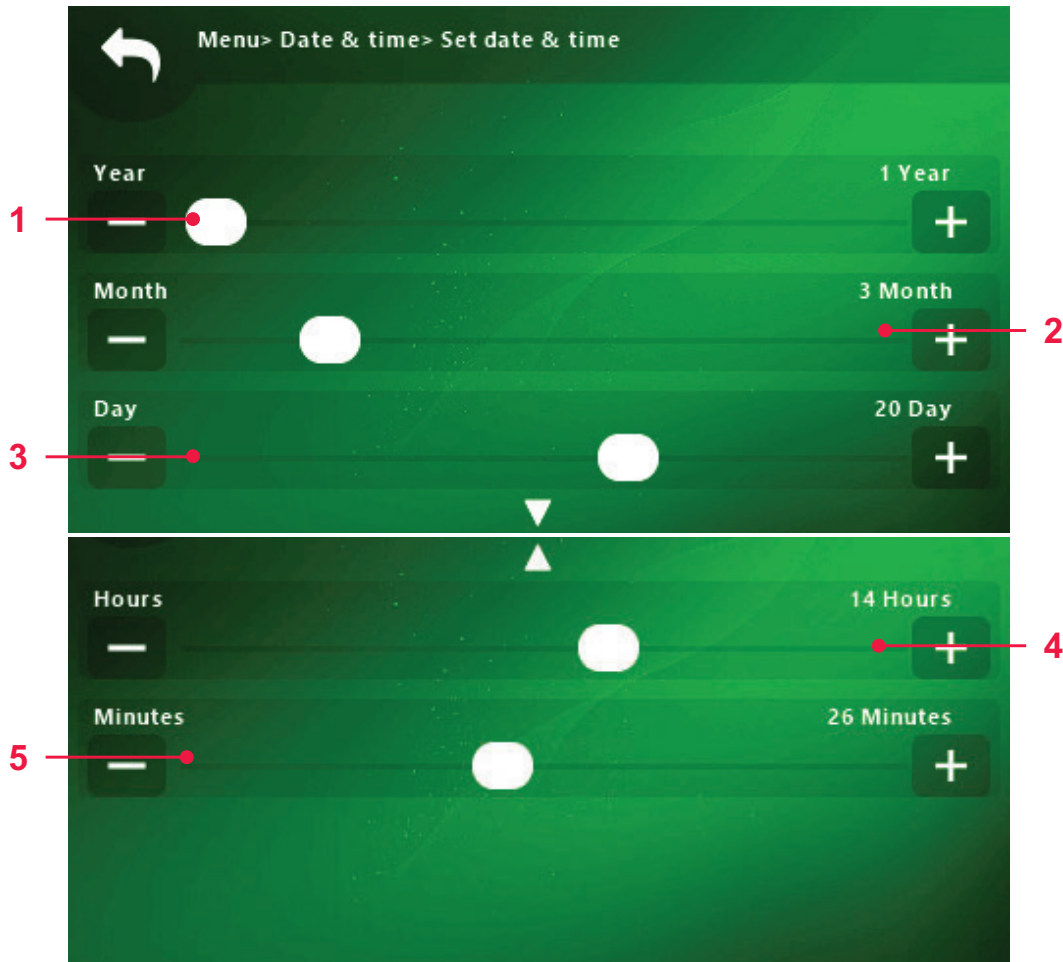 Menu> Date & time> Set date & time
Year
1 Year
1
Month
3 Month
2
Day
20 Day
3
Hours
14 Hours
4
Minutes
26 Minutes
5